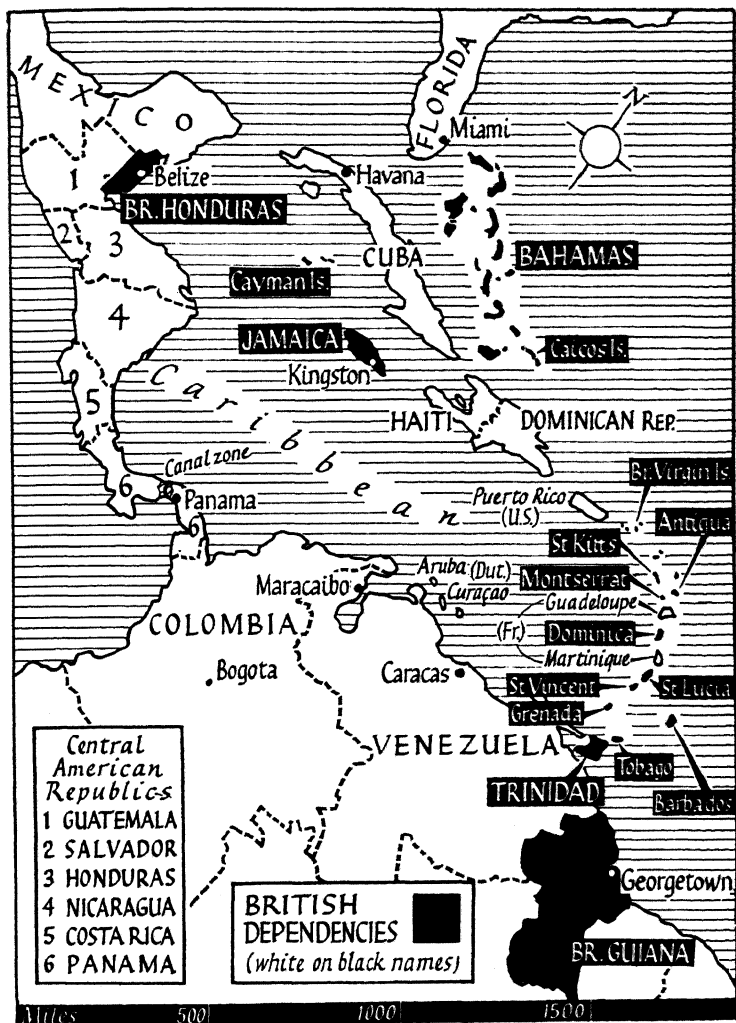 MEXICO
FLORIDA
N
Miami
1
Belize
BR. HONDURAS
Havana
2
3
CUBA
BAHAMAS
Cayman Is.
4
JAMAICA
Kingston
Caicos Is.
5
Caribbean
HAITI
DOMINICAN REP.
Canal zone
6
Panama
6
Puerto Rico
(U.S.)
Br. Virgin Is.
Antigua
St Kitts
Montserrat
Aruba (Dut.)
Curaçao
Maracaibo
Guadeloupe
COLOMBIA
(Fr.)
Dominica
Martinique
Bogota
Caracas
St Vincent
St Lucia
Grenada
VENEZUELA
Tobago
TRINIDAD
Barbados
Georgetown
BR. GUIANA
Central
American
Republics
1 GUATEMALA
2 SALVADOR
3 HONDURAS
4 NICARAGUA
5 COSTA RICA
6 PANAMA
BRITISH
DEPENDENCIES
(white on black names)
Miles 500 1000 1500